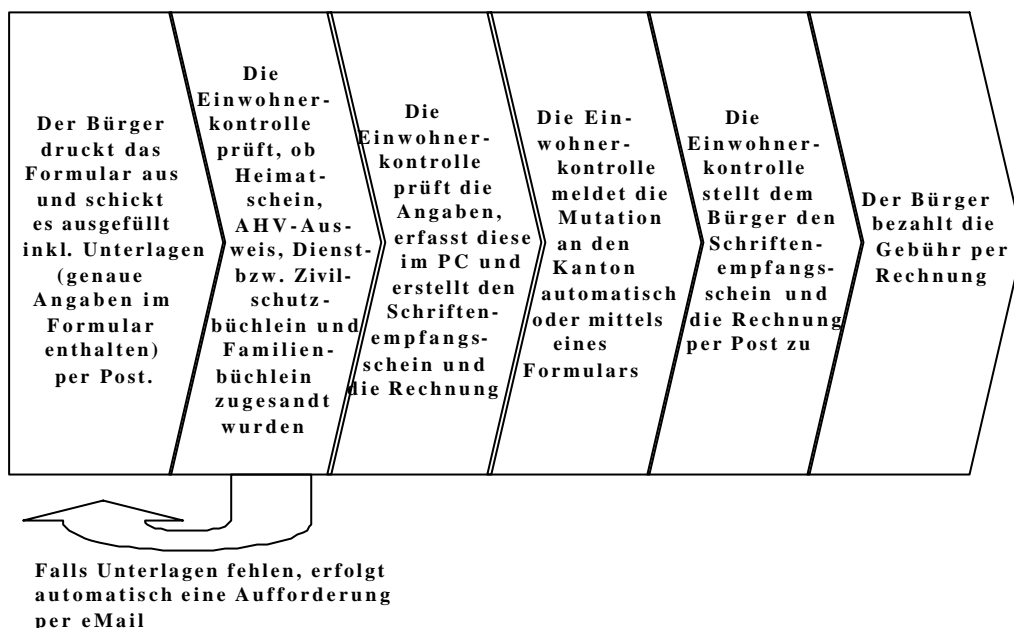 Der Bürger
druckt das
Formular aus
und schickt
es ausgefüllt
inkl. Unterlagen
(genaue
Angaben im
Formular
enthalten)
per Post.
Die
Einwohner-
kontrolle
prüft, ob
Heimat-
schein,
AHV-Aus-
weis, Dienst-
bzw. Zivil-
schutz-
büchlein und
Familien-
büchlein
zugesandt
wurden
Die
Einwohner-
kontrolle
prüft die
Angaben,
erfasst diese
im PC und
erstellt den
Schriften-
empfangs-
schein und
die Rechnung
Die Ein-
wohner-
kontrolle
meldet die
Mutation
an den
Kanton
automatisch
oder mittels
eines
Formulars
Die
Einwohner-
kontrolle
stellt dem
Bürger den
Schriften-
empfangs-
schein und
die Rechnung
per Post zu
Der Bürger
bezahlt die
Gebühr per
Rechnung
Falls Unterlagen fehlen, erfolgt
automatisch eine Aufforderung
per eMail